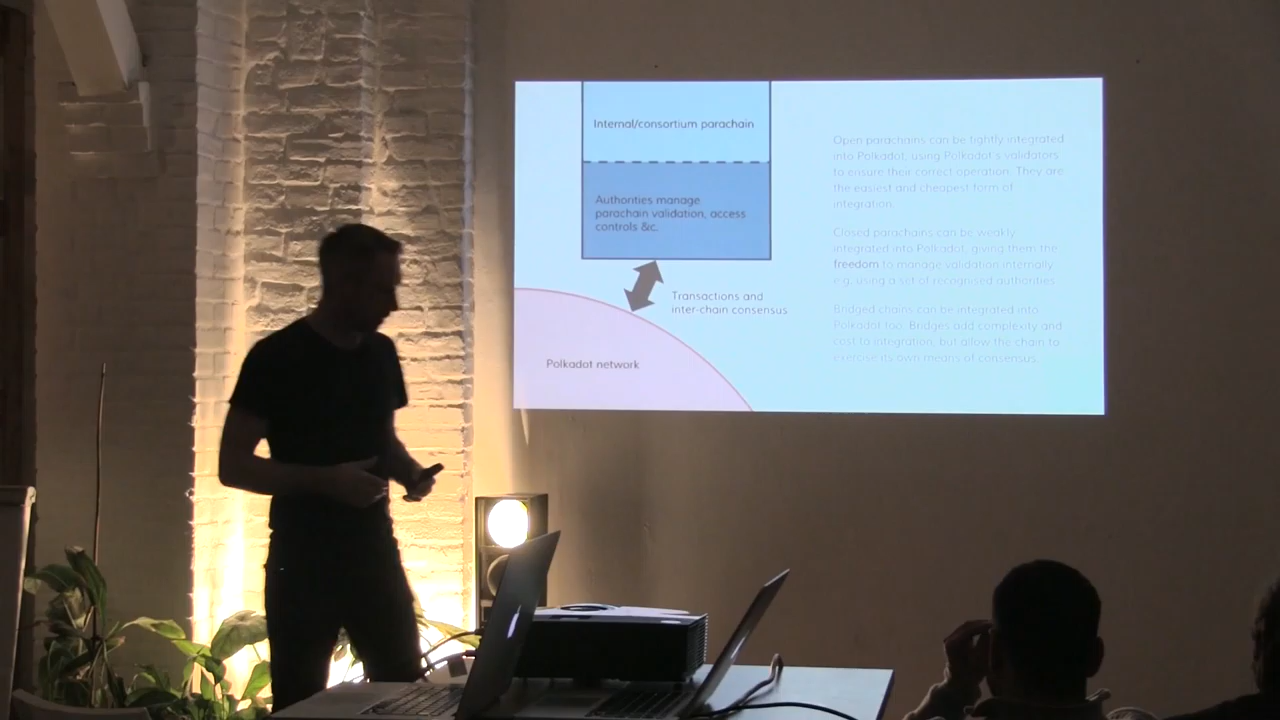 Internal/consortium parachain
Authorities manage
parachain validation, access
controls &c.
Transactions and
inter-chain consensus
Polkadot network
Open parachains can be tightly integrated
into Polkadot, using Polkadot's validators
to ensure their correct operation. They are
the easiest and cheapest form of
integration.
Closed parachains can be weakly
integrated into Polkadot, giving them the
freedom to manage validation internally
e.g. using a set of recognised authorities.
Bridged chains can be integrated into
Polkadot too. Bridges add complexity and
cost to integration, but allow the chain to
exercise its own means of consensus.